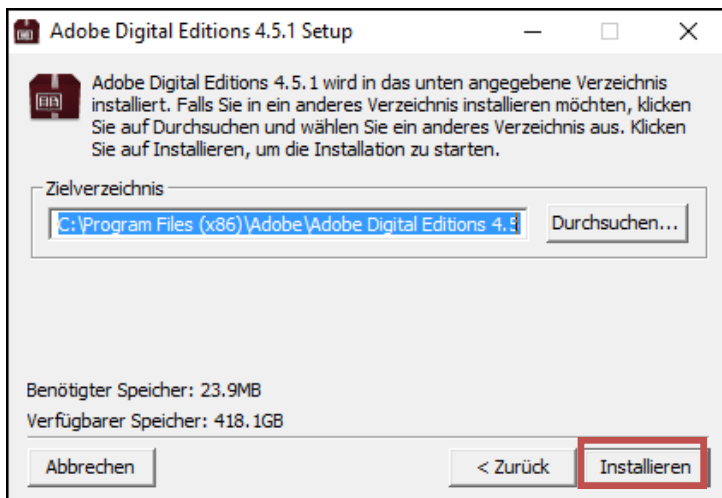 Adobe Digital Editions 4.5.1 Setup
Adobe Digital Editions 4.5.1 wird in das unten angegebene Verzeichnis
installiert. Falls Sie in ein anderes Verzeichnis installieren möchten, klicken
Sie auf Durchsuchen und wählen Sie ein anderes Verzeichnis aus. Klicken
Sie auf Installieren, um die Installation zu starten.
Zielverzeichnis
C:\Program Files (x86)\Adobe\Adobe Digital Editions 4.5
Durchsuchen...
Benötigter Speicher: 23.9MB
Verfügbarer Speicher: 418.1GB
Abbrechen
< Zurück
Installieren